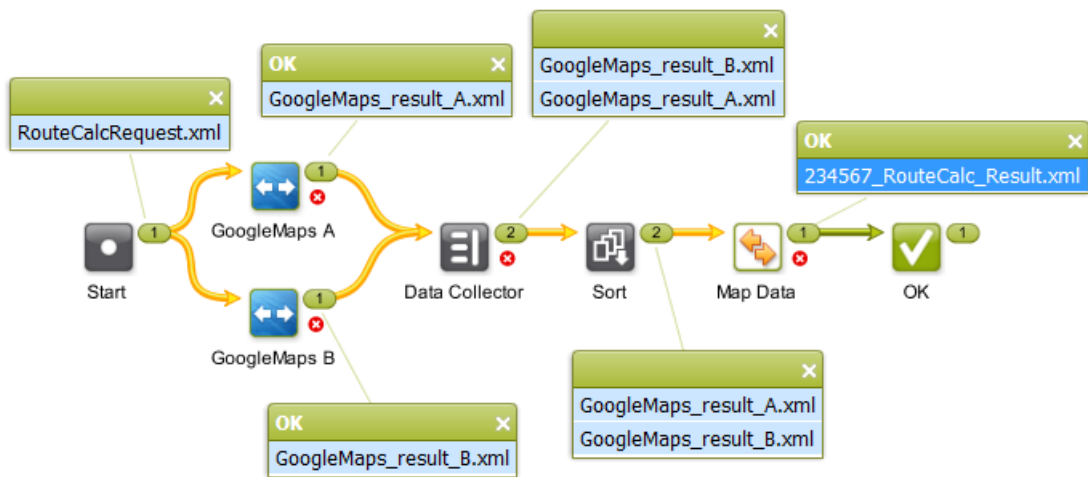 GoogleMaps_result_B.xml
GoogleMaps_result_A.xml
OK
GoogleMaps_result_A.xml
RouteCalcRequest.xml
OK
234567_RouteCalc_Result.xml
1
GoogleMaps A
1
Start
2
Data Collector
2
Sort
1
Map Data
1
OK
1
GoogleMaps B
GoogleMaps_result_A.xml
GoogleMaps_result_B.xml
OK
GoogleMaps_result_B.xml